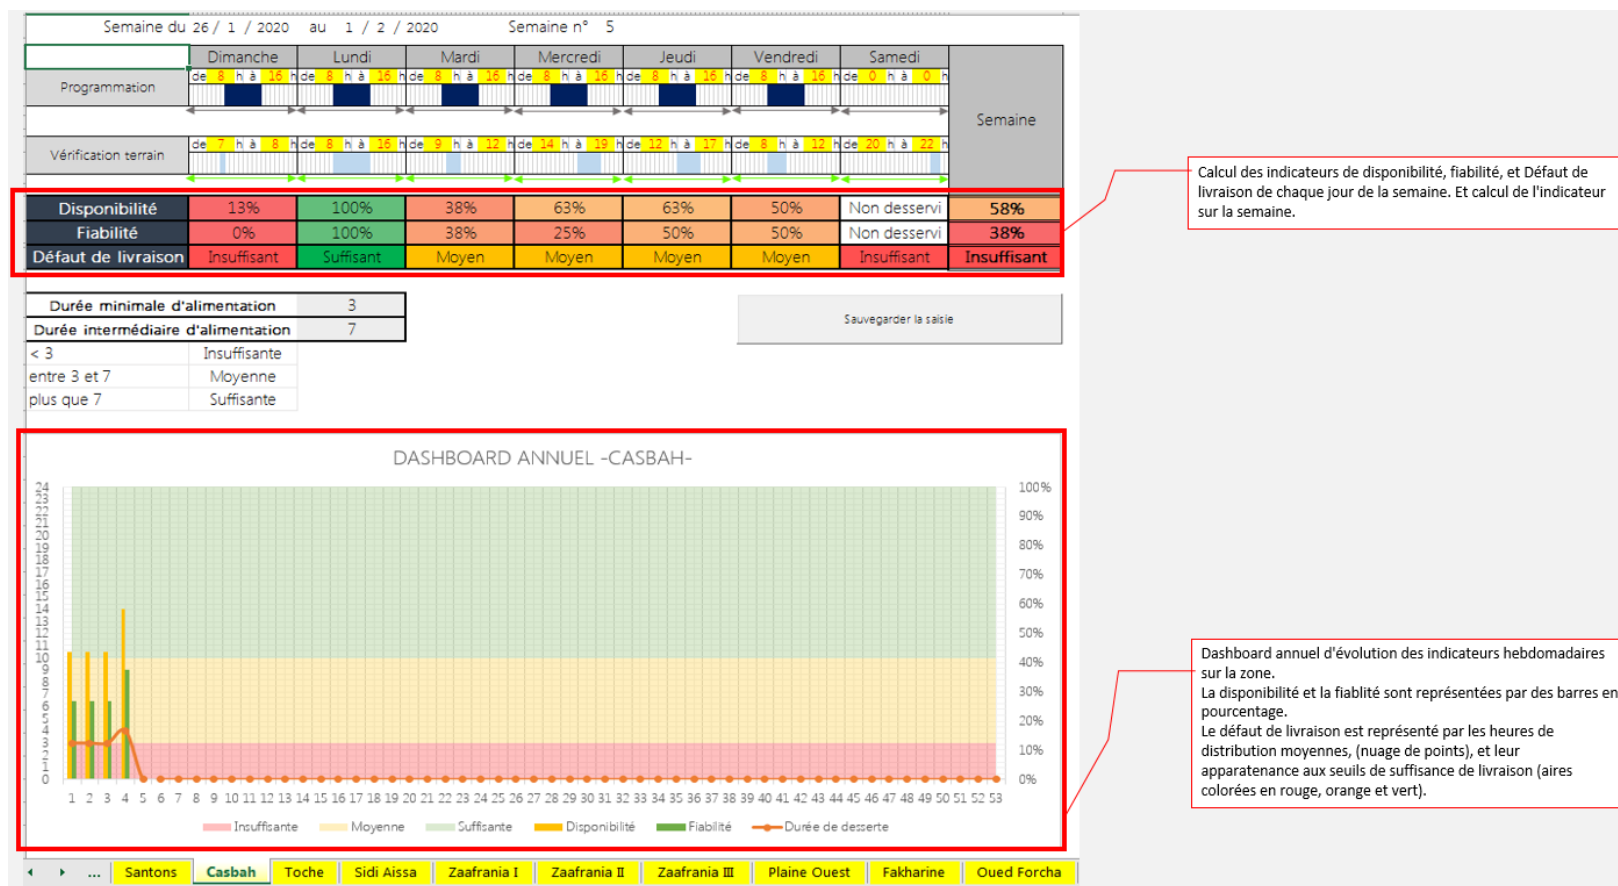 Semaine du 26 / 1 / 2020 au 1 / 2 / 2020 Semaine n° 5
Dimanche Lundi Mardi Mercredi Jeudi Vendredi Samedi
Programmation de 8 h à 16 h de 8 h à 16 h de 8 h à 16 h de 8 h à 16 h de 8 h à 16 h de 8 h à 16 h de 0 h à 0 h
Semaine
Vérification terrain de 7 h à 8 h de 8 h à 16 h de 9 h à 12 h de 14 h à 19 h de 12 h à 17 h de 8 h à 12 h de 20 h à 22 h
Disponibilité 13% 100% 38% 63% 63% 50% Non desservi 58%
Fiabilité 0% 100% 38% 25% 50% 50% Non desservi 38%
Défaut de livraison Insuffisant Suffisant Moyen Moyen Moyen Moyen Insuffisant Insuffisant
Calcul des indicateurs de disponibilité, fiabilité, et Défaut de
livraison de chaque jour de la semaine. Et calcul de l'indicateur
sur la semaine.
Durée minimale d'alimentation 3
Durée intermédiaire d'alimentation 7
< 3 Insuffisante
entre 3 et 7 Moyenne
plus que 7 Suffisante
Sauvegarder la saisie
DASHBOARD ANNUEL -CASBAH-
24
23
22
21
20
19
18
17
16
15
14
13
12
11
10
9
8
7
6
5
4
3
2
1
0
100%
90%
80%
70%
60%
50%
40%
30%
20%
10%
0%
1 2 3 4 5 6 7 8 9 10 11 12 13 14 15 16 17 18 19 20 21 22 23 24 25 26 27 28 29 30 31 32 33 34 35 36 37 38 39 40 41 42 43 44 45 46 47 48 49 50 51 52 53
Insuffisante Moyenne Suffisante Disponibilité Fiabilité Durée de desserte
Dashboard annuel d'évolution des indicateurs hebdomadaires
sur la zone.
La disponibilité et la fiablité sont représentées par des barres en
pourcentage.
Le défaut de livraison est représenté par les heures de
distribution moyennes, (nuage de points), et leur
apparatenance aux seuils de suffisance de livraison (aires
colorées en rouge, orange et vert).
... Santons Casbah Toche Sidi Aissa Zaafrania I Zaafrania II Zaafrania III Plaine Ouest Fakharine Oued Forcha